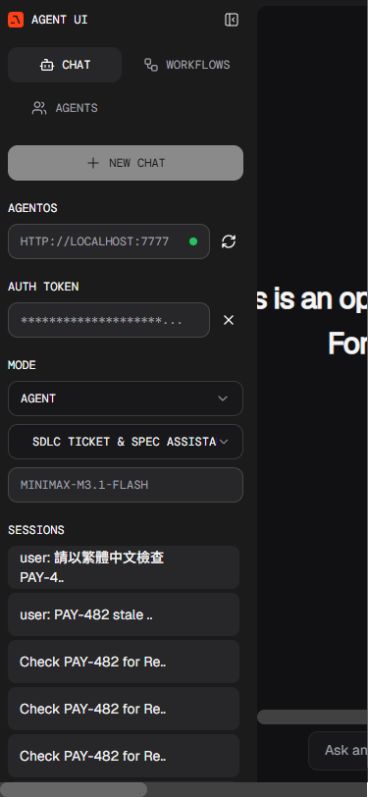 AGENT UI
CHAT
WORKFLOWS
AGENTS
NEW CHAT
AGENTOS
HTTP://LOCALHOST:7777
AUTH TOKEN
********************...
MODE
AGENT
SDLC TICKET & SPEC ASSISTA
MINIMAX-M3.1-FLASH
SESSIONS
user: 請以繁體中文檢查
PAY-4..
user: PAY-482 stale ..
Check PAY-482 for Re..
Check PAY-482 for Re..
Check PAY-482 for Re..
s is an op
For
Ask an